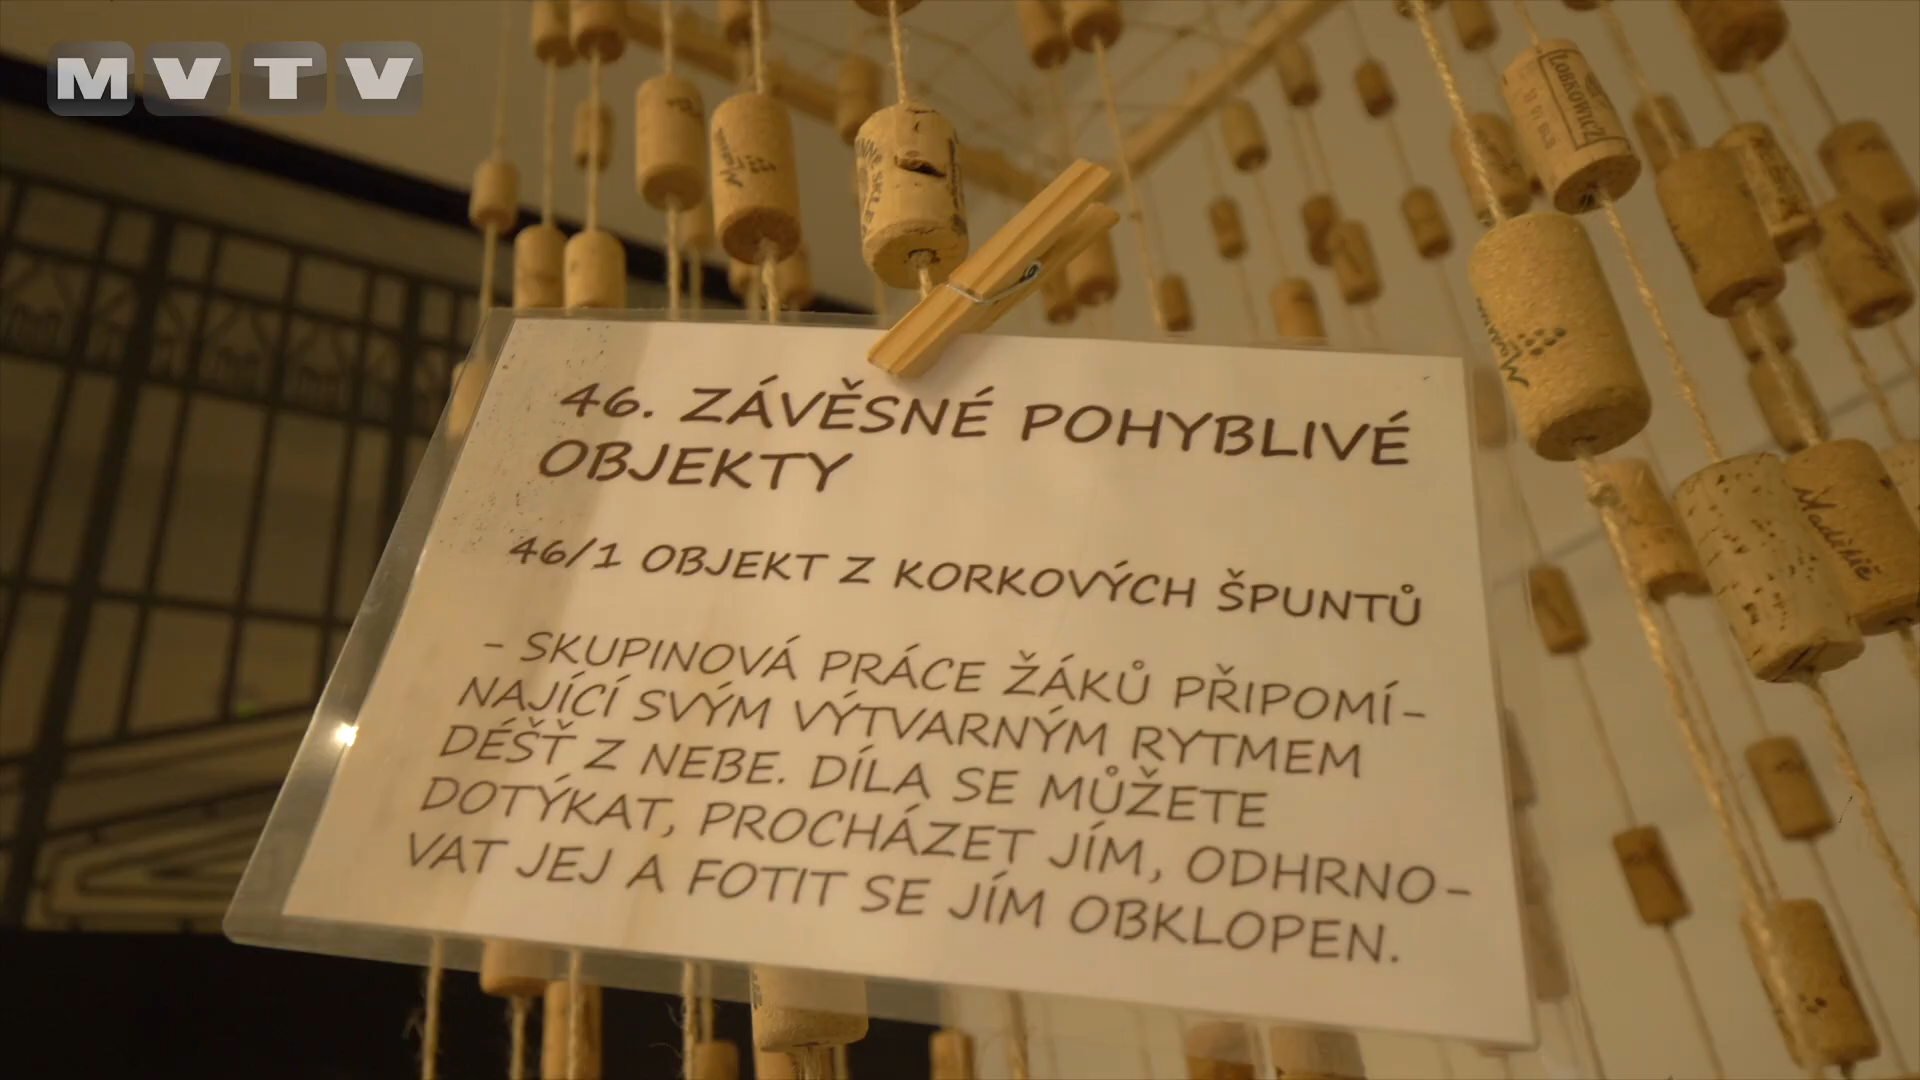 MVTV
LOBKOWICZ
46. ZÁVĚSNÉ POHYBLIVÉ
OBJEKTY
46/1 OBJEKT Z KORKOVÝCH ŠPUNTŮ
- SKUPINOVÁ PRÁCE ŽÁKŮ PŘIPOMÍ-
NAJÍCÍ SVÝM VÝTVARNÝM RYTMEM
DÉŠŤ Z NEBE. DÍLA SE MŮŽETE
DOTÝKAT, PROCHÁZET JÍM, ODHRNO-
VAT JEJ A FOTIT SE JÍM OBKLOPEN.